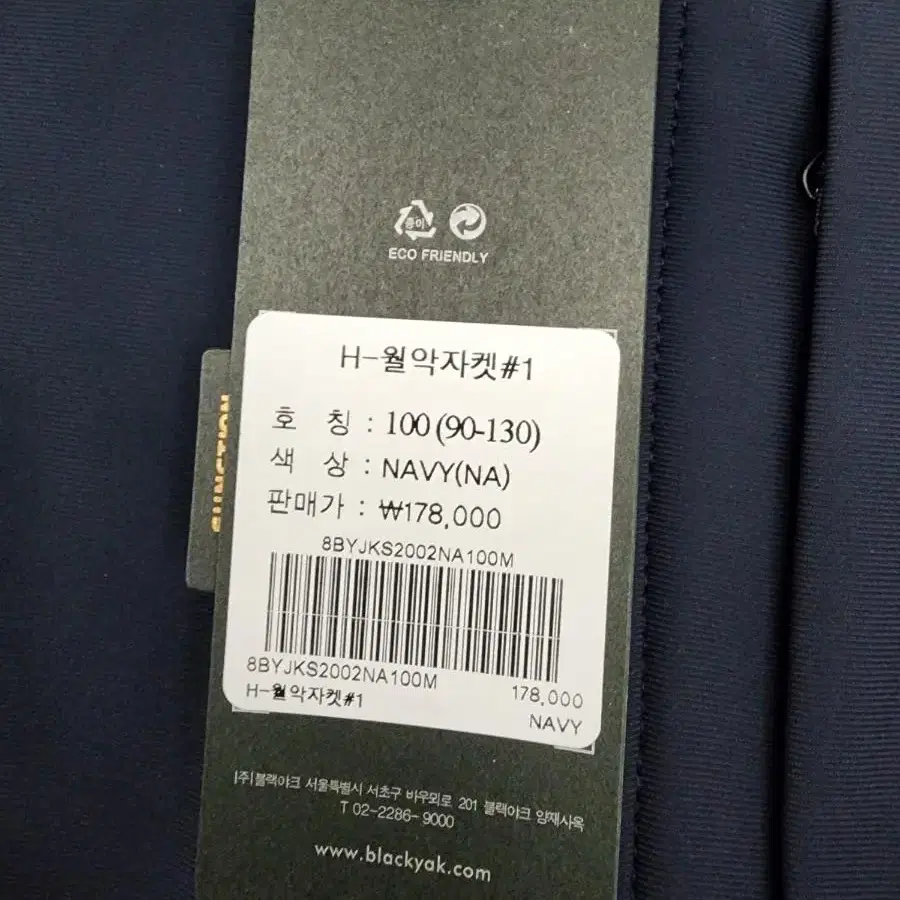 종이
ECO FRIENDLY
H-월악자켓#1
호 칭 : 100 (90-130)
색 상 : NAVY(NA)
판매가 : ₩178,000
8BYJKS2002NA100M
8BYJKS2002NA100M
178,000
H-월악자켓#1
NAVY
FUNCTION
(주)블랙야크 서울특별시 서초구 바우뫼로 201 블랙야크 양재사옥
T 02-2286-9000
www.blackyak.com